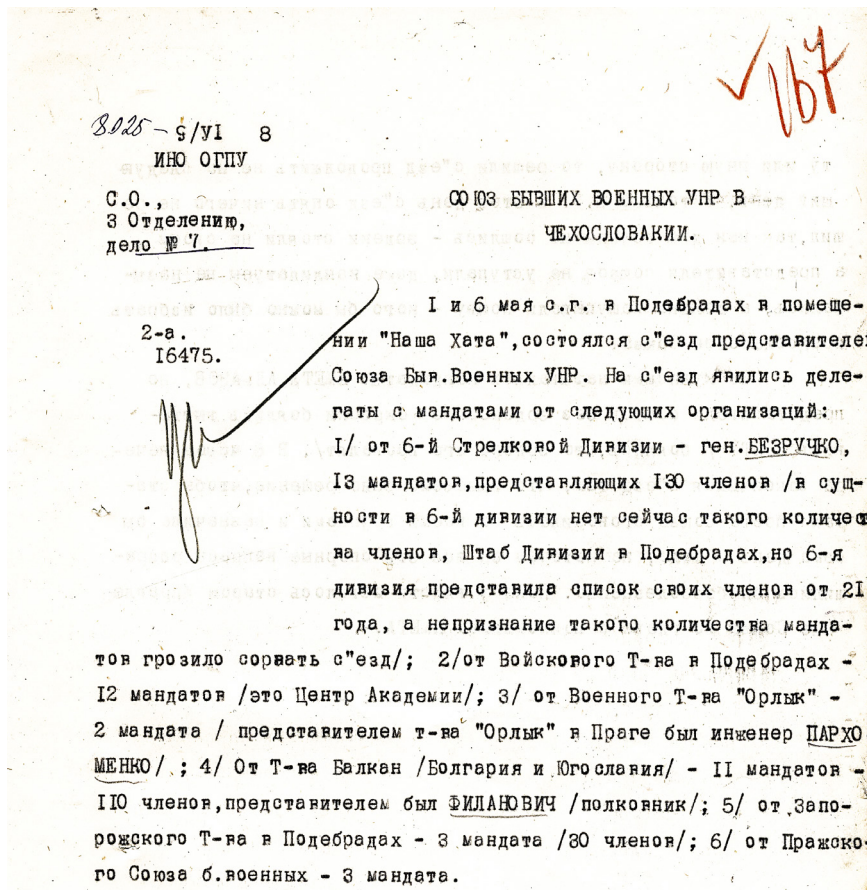 167
8025 - 9/VI 8
ИНО ОГПУ
С.О.,
3 Отделению,
дело № 7.
СОЮЗ БЫВШИХ ВОЕННЫХ УНР В
ЧЕХОСЛОВАКИИ.
2-а.
16475.
I и 6 мая с.г. в Подебрадах в помеще-
нии "Наша Хата",состоялся с"езд представителе
Союза Быв.Военных УНР. На с"езд явились деле-
гаты с мандатами от следующих организаций:
I/ от 6-й Стрелковой Дивизии - ген.БЕЗРУЧКО,
I3 мандатов,представляющих I30 членов /в сущ-
ности в 6-й дивизии нет сейчас такого количес
ва членов, Штаб Дивизии в Подебрадах,но 6-я
дивизия представила список своих членов от 2I
года, а непризнание такого количества манда-
тов грозило сорвать с"езд/; 2/от Войскового Т-ва в Подебрадах -
I2 мандатов /это Центр Академии/; 3/ от Военного Т-ва "Орлык" -
2 мандата / представителем т-ва "Орлык" в Праге был инженер ПАРХО
МЕНКО/ ; 4/ От Т-ва Балкан /Болгария и Югославия/ - II мандатов -
IIO членов,представителем был ФИЛАНОВИЧ /полковник/; 5/ от Запо-
рожского Т-ва в Подебрадах - 3 мандата /30 членов/; 6/ от Пражско-
го Союза б.военных - 3 мандата.